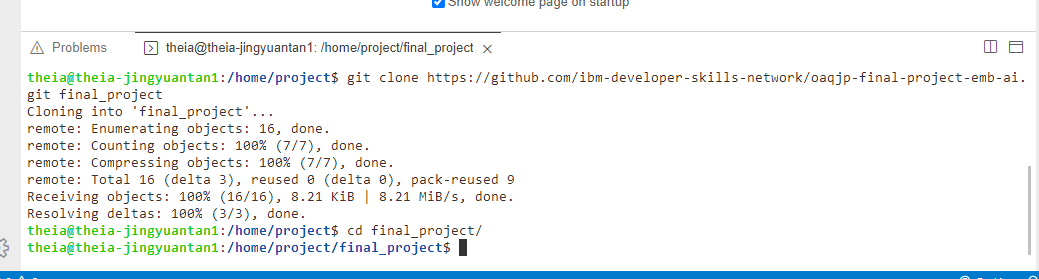 Show welcome page on startup
Problems
theia@theia-jingyuantan1: /home/project/final_project
theia@theia-jingyuantan1:/home/project$ git clone https://github.com/ibm-developer-skills-network/oaqjp-final-project-emb-ai.
git final_project
Cloning into 'final_project'...
remote: Enumerating objects: 16, done.
remote: Counting objects: 100% (7/7), done.
remote: Compressing objects: 100% (7/7), done.
remote: Total 16 (delta 3), reused 0 (delta 0), pack-reused 9
Receiving objects: 100% (16/16), 8.21 KiB | 8.21 MiB/s, done.
Resolving deltas: 100% (3/3), done.
theia@theia-jingyuantan1:/home/project$ cd final_project/
theia@theia-jingyuantan1:/home/project/final_project$